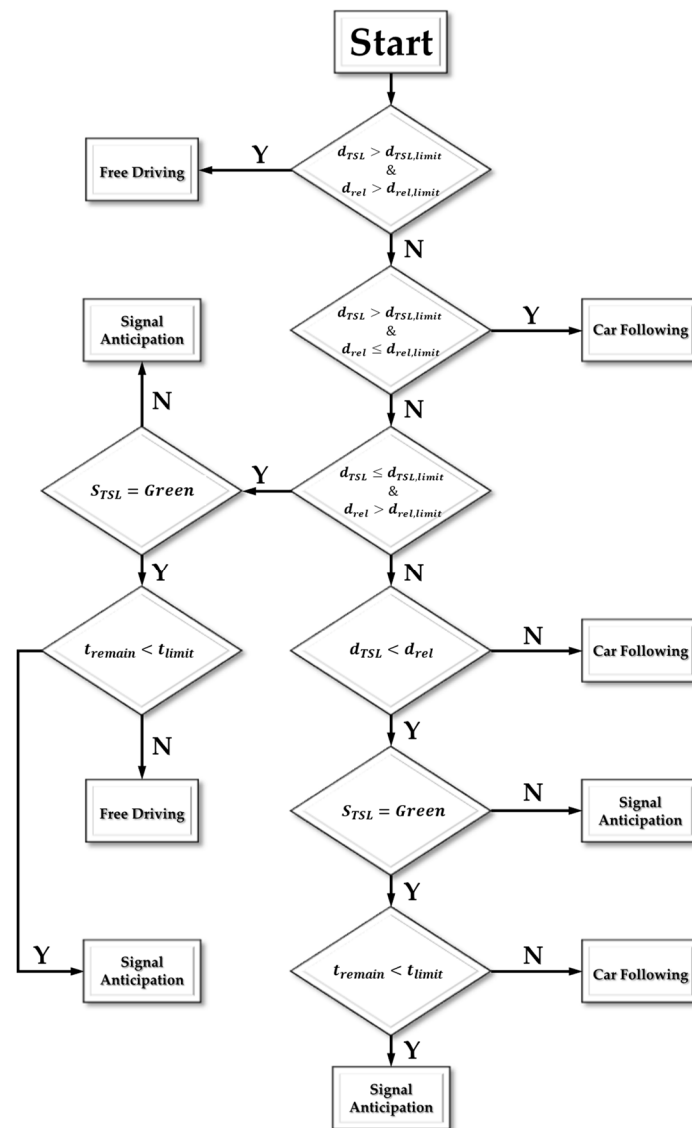 Start
Y
Free Driving
d_TSL > d_TSL,limit
&
d_rel > d_rel,limit
N
Signal
Anticipation
d_TSL > d_TSL,limit
&
d_rel ≤ d_rel,limit
Y
Car Following
N
N
S_TSL = Green
Y
d_TSL ≤ d_TSL,limit
&
d_rel > d_rel,limit
Y
N
t_remain < t_limit
d_TSL < d_rel
N
Car Following
N
Y
Free Driving
S_TSL = Green
N
Signal
Anticipation
Y
Y
Signal
Anticipation
t_remain < t_limit
N
Car Following
Y
Signal
Anticipation